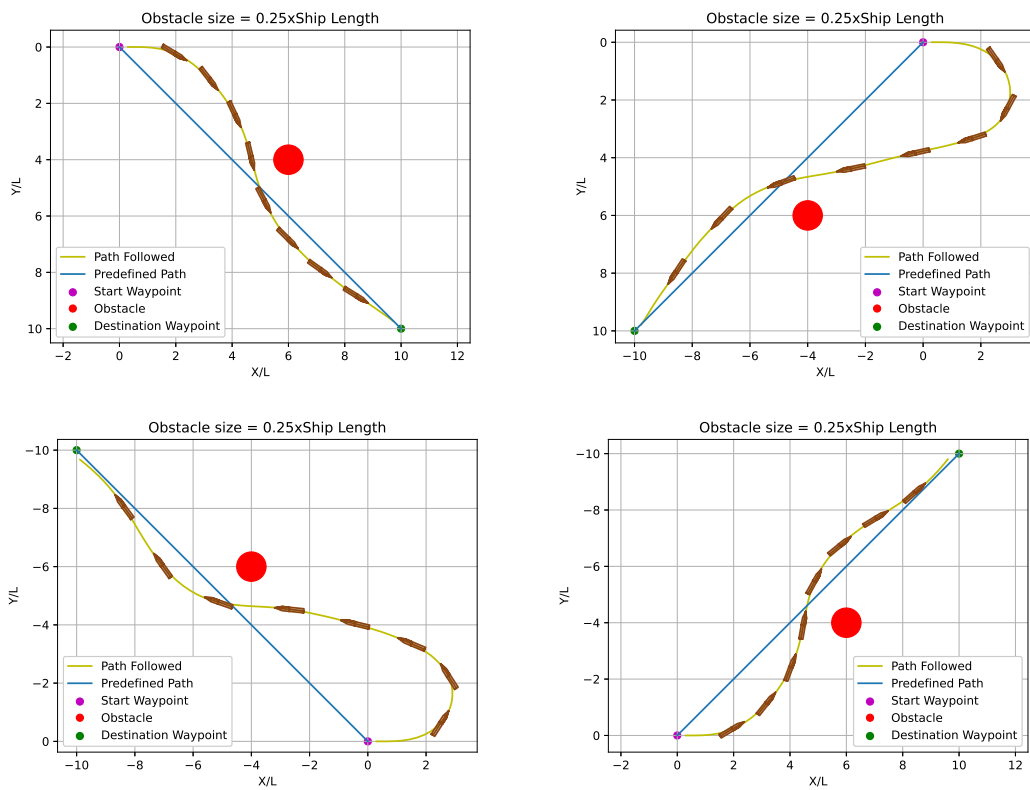 Obstacle size = 0.25xShip Length
0
2
4
6
8
10
Y/L
Path Followed
Predefined Path
Start Waypoint
Obstacle
Destination Waypoint
−2 0 2 4 6 8 10 12
X/L
Obstacle size = 0.25xShip Length
0
2
4
6
8
10
Y/L
Path Followed
Predefined Path
Start Waypoint
Obstacle
Destination Waypoint
−10 −8 −6 −4 −2 0 2
X/L
Obstacle size = 0.25xShip Length
−10
−8
−6
−4
−2
0
Y/L
Path Followed
Predefined Path
Start Waypoint
Obstacle
Destination Waypoint
−10 −8 −6 −4 −2 0 2
X/L
Obstacle size = 0.25xShip Length
−10
−8
−6
−4
−2
0
Y/L
Path Followed
Predefined Path
Start Waypoint
Obstacle
Destination Waypoint
−2 0 2 4 6 8 10 12
X/L